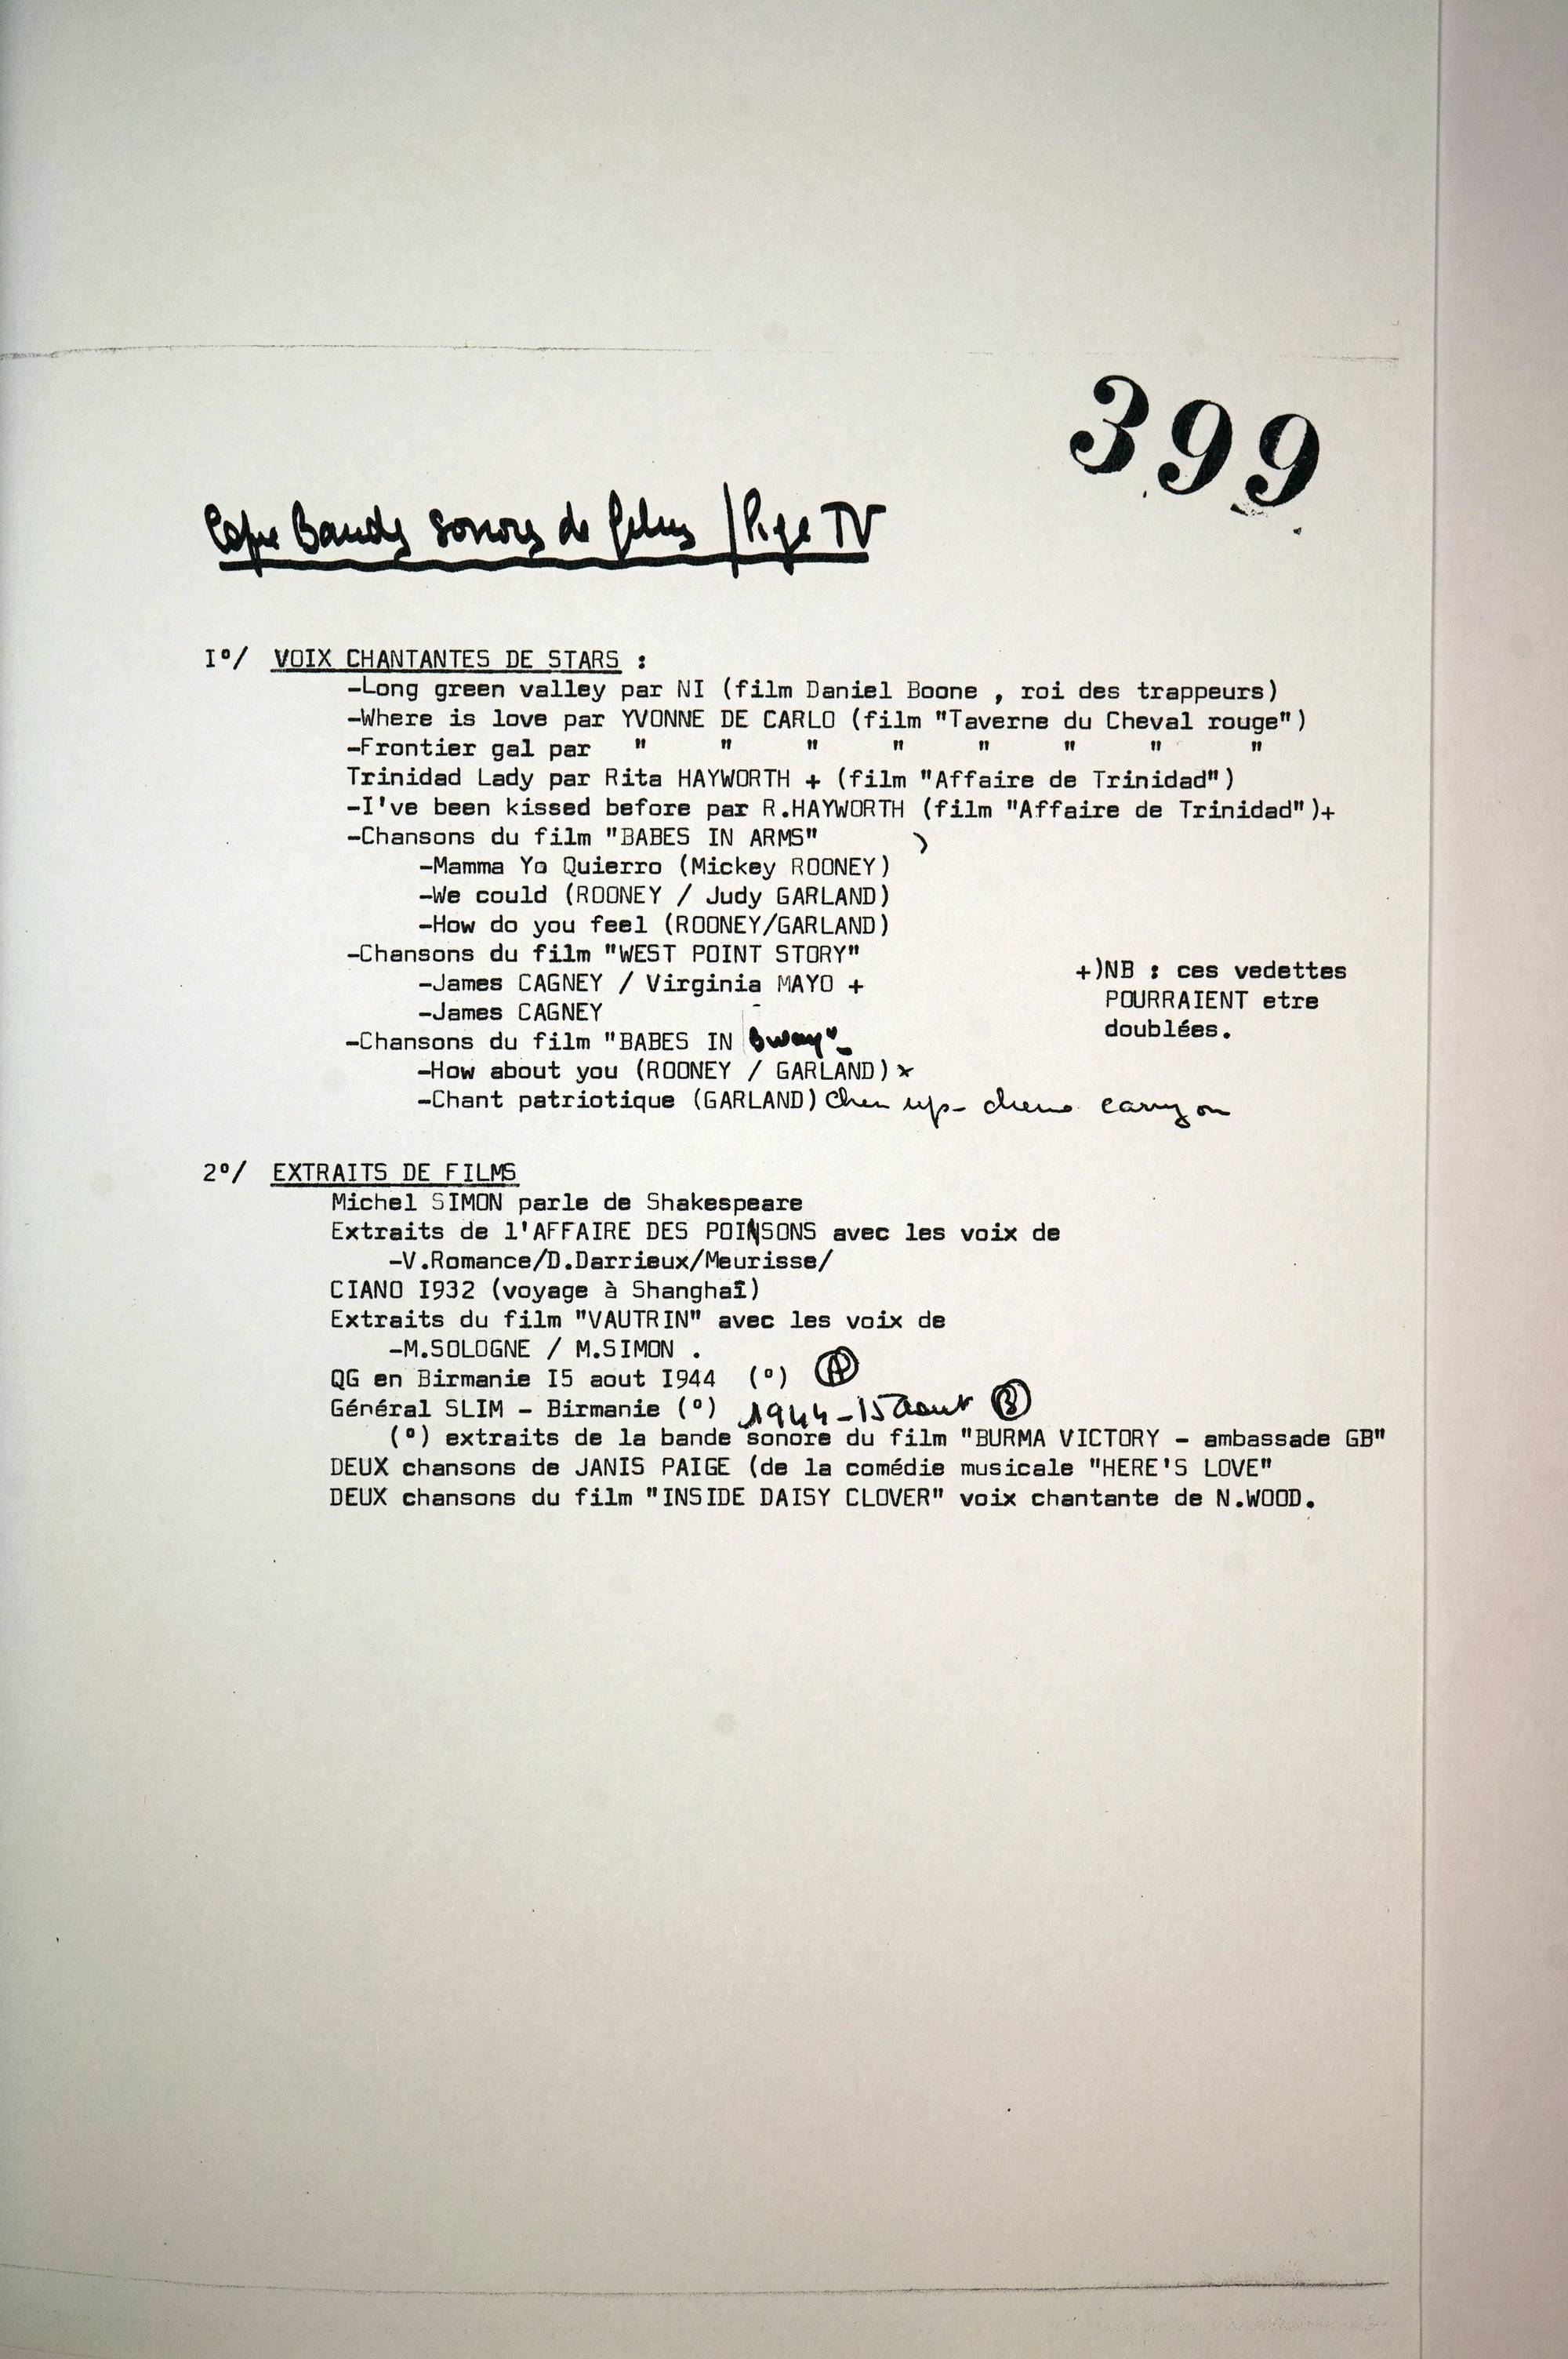 399
Copie Bandes sonores de films / Pige TV
I°/ VOIX CHANTANTES DE STARS :
-Long green valley par NI (film Daniel Boone , roi des trappeurs)
-Where is love par YVONNE DE CARLO (film "Taverne du Cheval rouge")
-Frontier gal par " " " " " " " "
Trinidad Lady par Rita HAYWORTH + (film "Affaire de Trinidad")
-I've been kissed before par R.HAYWORTH (film "Affaire de Trinidad")+
-Chansons du film "BABES IN ARMS" )
-Mamma Yo Quierro (Mickey ROONEY)
-We could (ROONEY / Judy GARLAND)
-How do you feel (ROONEY/GARLAND)
-Chansons du film "WEST POINT STORY"
-James CAGNEY / Virginia MAYO +
-James CAGNEY
+)NB : ces vedettes
POURRAIENT etre
doublées.
-Chansons du film "BABES IN Bway"
-How about you (ROONEY / GARLAND) x
-Chant patriotique (GARLAND) carry on
2°/ EXTRAITS DE FILMS
Michel SIMON parle de Shakespeare
Extraits de l'AFFAIRE DES POINSONS avec les voix de
-V.Romance/D.Darrieux/Meurisse/
CIANO I932 (voyage à Shanghaî)
Extraits du film "VAUTRIN" avec les voix de
-M.SOLOGNE / M.SIMON .
QG en Birmanie I5 aout I944 (°) A
Général SLIM - Birmanie (°) 1944-15 aout B
(°) extraits de la bande sonore du film "BURMA VICTORY - ambassade GB"
DEUX chansons de JANIS PAIGE (de la comédie musicale "HERE'S LOVE"
DEUX chansons du film "INSIDE DAISY CLOVER" voix chantante de N.WOOD.